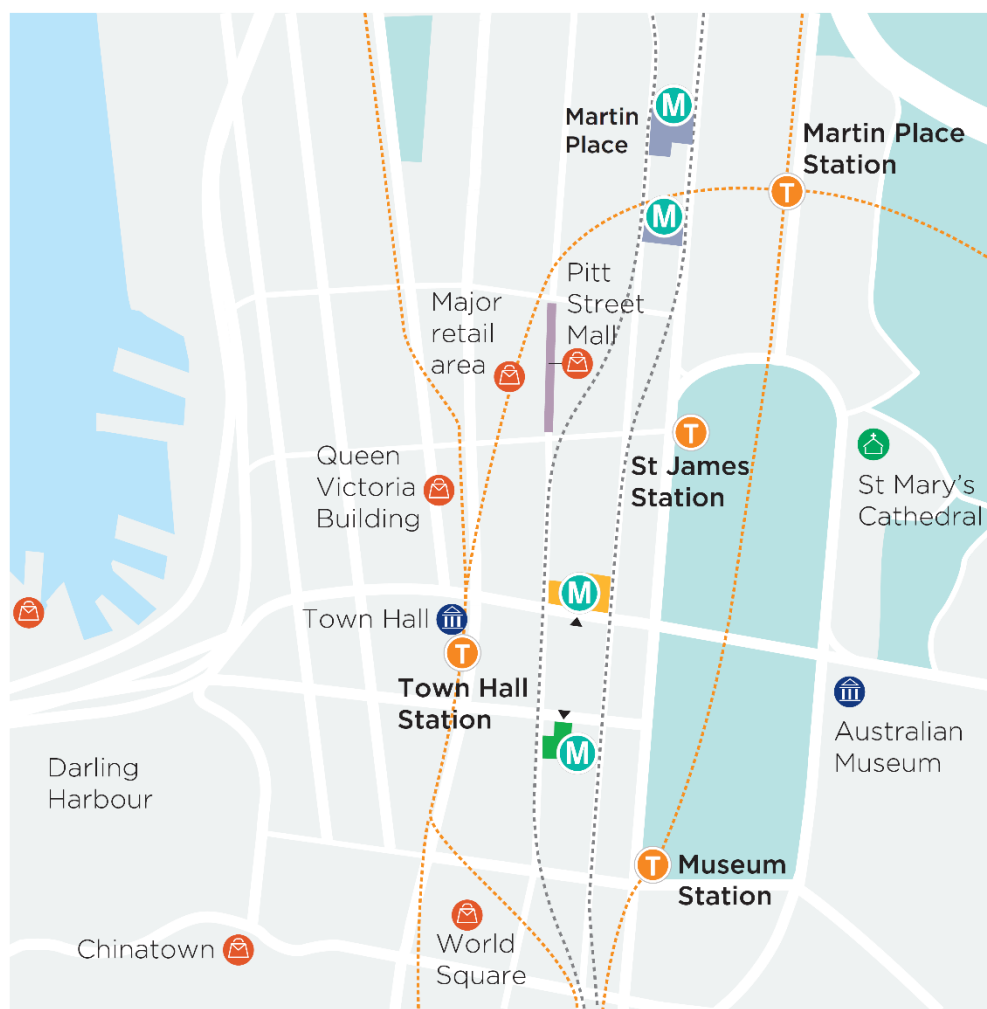 M
Martin
Place
Martin Place
Station
T
M
Pitt
Street
Mall
Major
retail
area
T
St James
Station
Queen
Victoria
Building
St Mary's
Cathedral
M
Town Hall
T
Town Hall
Station
M
Australian
Museum
Darling
Harbour
T
Museum
Station
Chinatown
World
Square